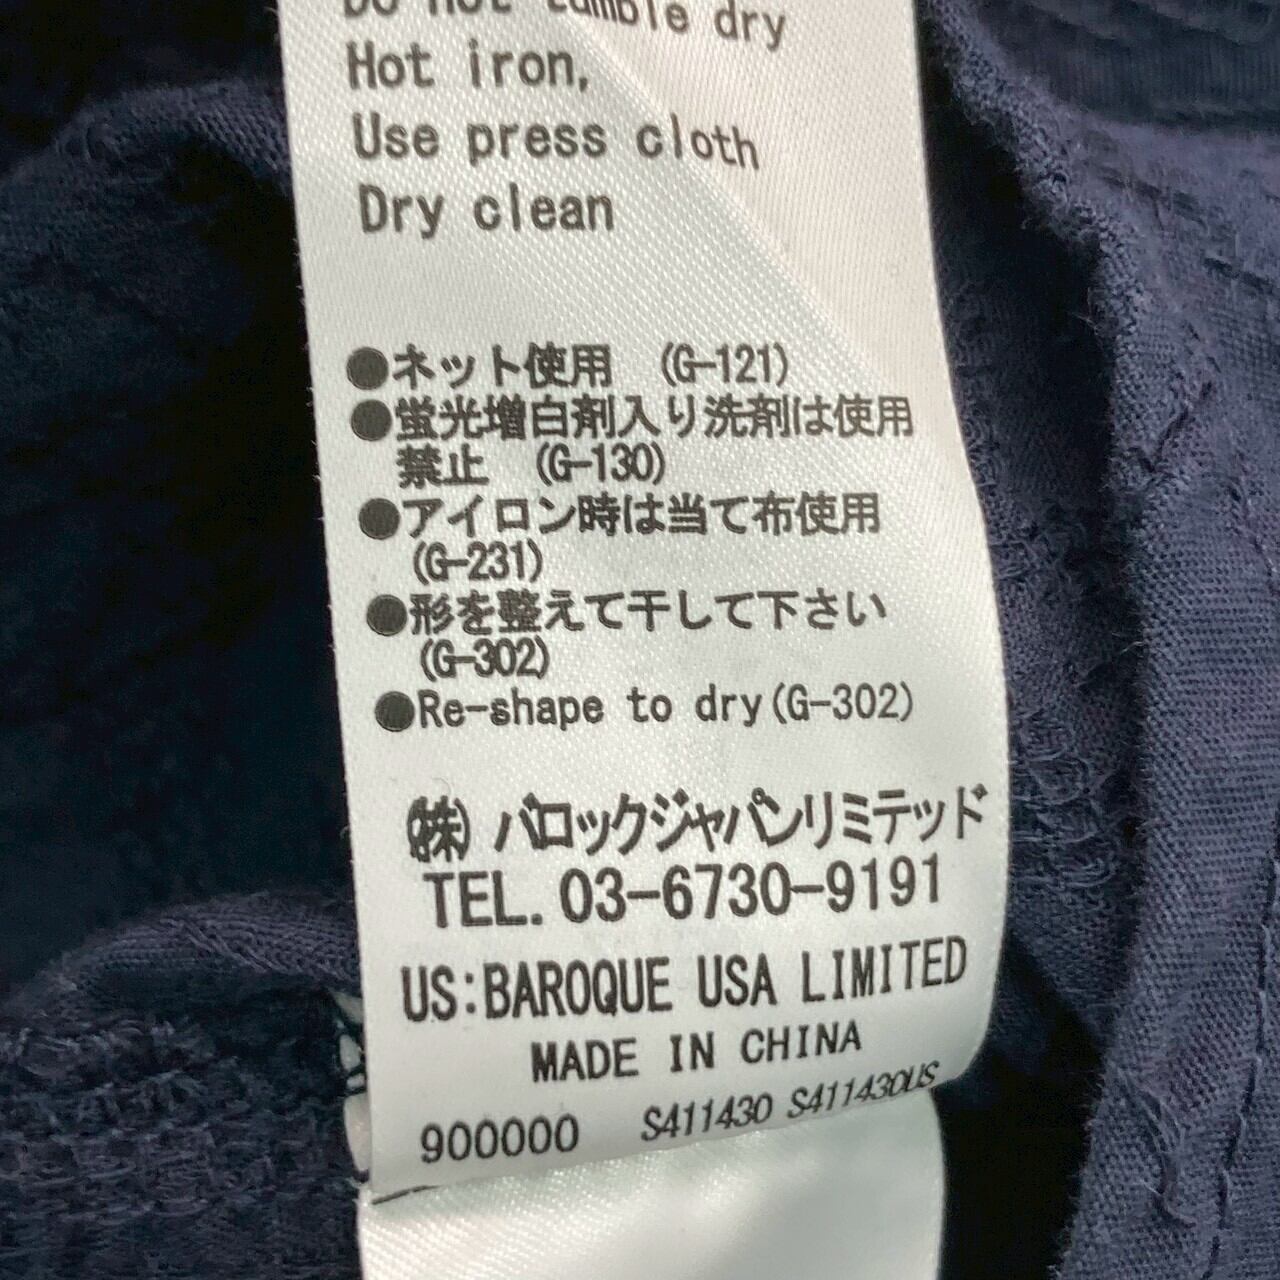 Do not tumble dry
Hot iron,
Use press cloth
Dry clean
●ネット使用 (G-121)
●蛍光増白剤入り洗剤は使用
禁止 (G-130)
●アイロン時は当て布使用
(G-231)
●形を整えて干して下さい
(G-302)
●Re-shape to dry(G-302)
㈱ バロックジャパンリミテッド
TEL. 03-6730-9191
US:BAROQUE USA LIMITED
MADE IN CHINA
900000 S411430 S411430US